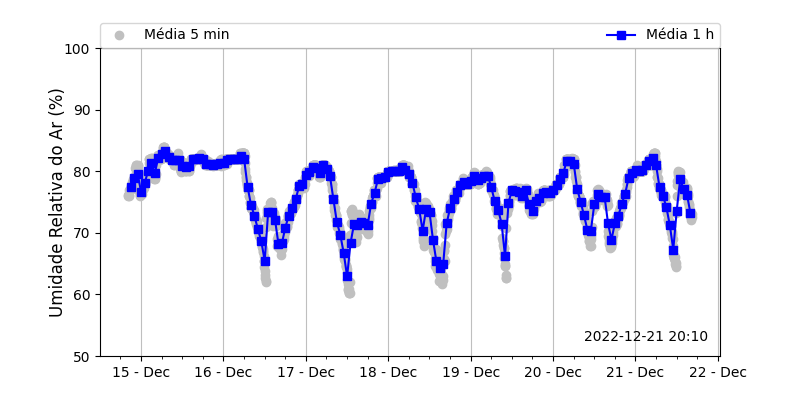 Média 5 min
Média 1 h
Umidade Relativa do Ar (%)
100
90
80
70
60
50
2022-12-21 20:10
15 - Dec
16 - Dec
17 - Dec
18 - Dec
19 - Dec
20 - Dec
21 - Dec
22 - Dec